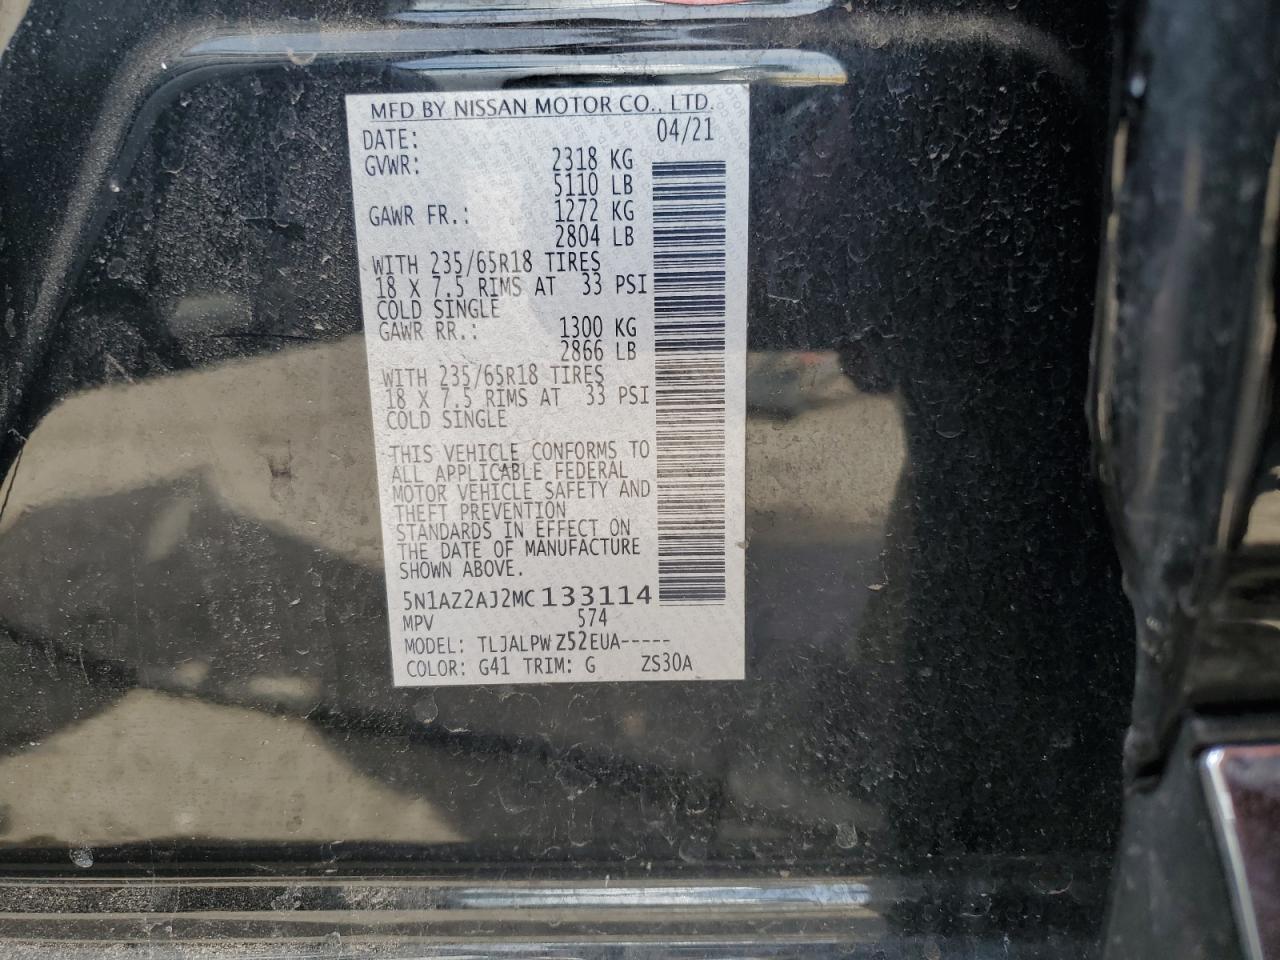 MFD BY NISSAN MOTOR CO., LTD.
DATE: 04/21
GVWR: 2318 KG
5110 LB
GAWR FR.: 1272 KG
2804 LB
WITH 235/65R18 TIRES
18 X 7.5 RIMS AT 33 PSI
COLD SINGLE
GAWR RR.: 1300 KG
2866 LB
WITH 235/65R18 TIRES
18 X 7.5 RIMS AT 33 PSI
COLD SINGLE
THIS VEHICLE CONFORMS TO
ALL APPLICABLE FEDERAL
MOTOR VEHICLE SAFETY AND
THEFT PREVENTION
STANDARDS IN EFFECT ON
THE DATE OF MANUFACTURE
SHOWN ABOVE.
5N1AZ2AJ2MC133114
MPV 574
MODEL: TLJALPW Z52EUA-----
COLOR: G41 TRIM: G ZS30A